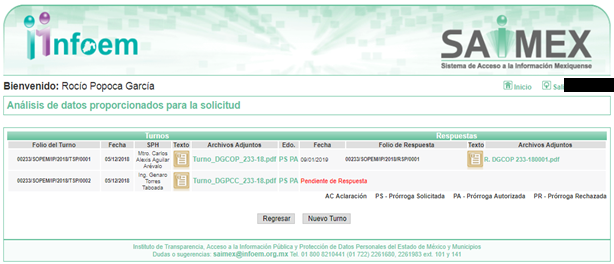 infoem
SAIMEX
Sistema de Acceso a la Información Mexiquense
Bienvenido: Rocío Popoca García
Inicio
Análisis de datos proporcionados para la solicitud
Turnos Respuestas
Folio del Turno Fecha SPH Texto Archivos Adjuntos Edo. Fecha Folio de Respuesta Texto Archivos Adjuntos
00233/SOPEM/IP/2018/TSP/0001 05/12/2018 Mtro. Carlos Alexis Aguilar Arévalo Turno_DGCOP_233-18.pdf PS PA 09/01/2019 00233/SOPEM/IP/2018/RSP/0001 R. DGCOP 233-180001.pdf
00233/SOPEM/IP/2018/TSP/0002 05/12/2018 Ing. Genaro Torres Taboada Turno_DGPCC_233-18.pdf PS PA Pendiente de Respuesta
AC Aclaración PS - Prórroga Solicitada PA - Prórroga Autorizada PR - Prórroga Rechazada
Regresar Nuevo Turno
Instituto de Transparencia, Acceso a la Información Pública y Protección de Datos Personales del Estado de México y Municipios
Dudas o sugerencias: saimex@infoem.org.mx Tel. 01 800 8210441 (01 722) 2261980, 2261983 ext. 101 y 141